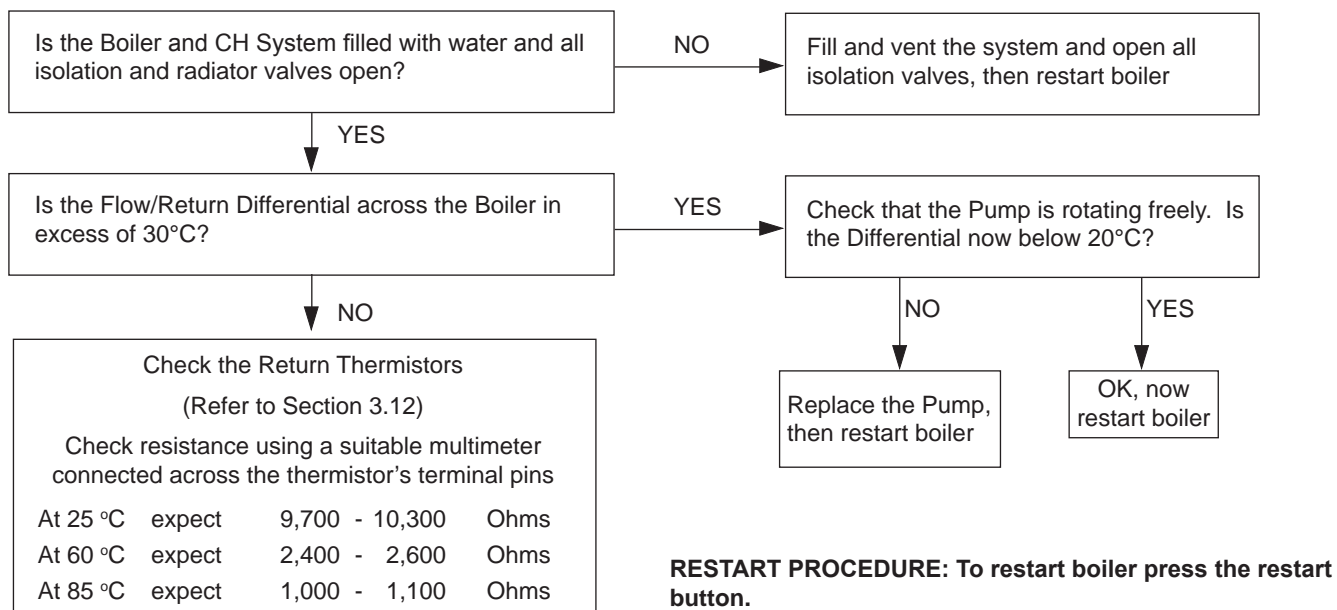 Is the Boiler and CH System filled with water and all
isolation and radiator valves open?
NO
Fill and vent the system and open all
isolation valves, then restart boiler
YES
Is the Flow/Return Differential across the Boiler in
excess of 30°C?
YES
Check that the Pump is rotating freely. Is
the Differential now below 20°C?
NO
NO
YES
Check the Return Thermistors
(Refer to Section 3.12)
Check resistance using a suitable multimeter
connected across the thermistor's terminal pins
At 25 °C expect 9,700 - 10,300 Ohms
At 60 °C expect 2,400 - 2,600 Ohms
At 85 °C expect 1,000 - 1,100 Ohms
Replace the Pump,
then restart boiler
OK, now
restart boiler
RESTART PROCEDURE: To restart boiler press the restart
button.